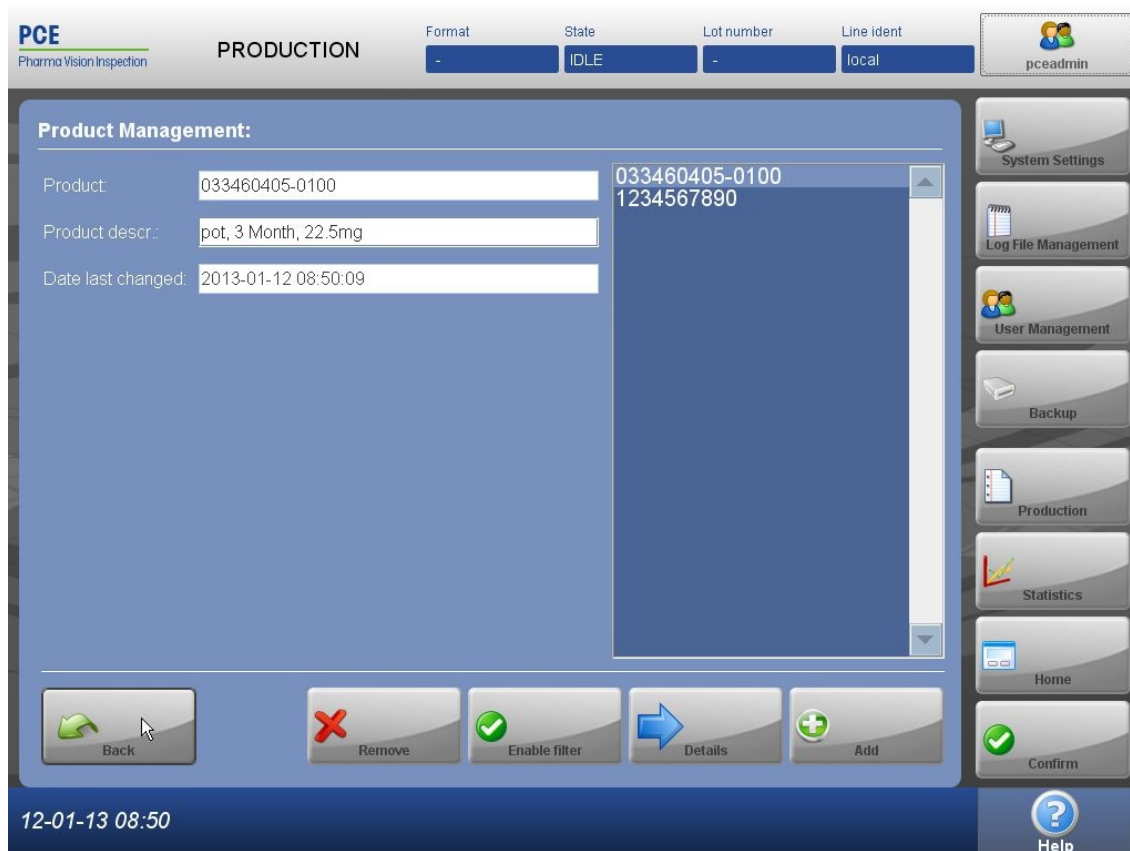 PCE
Pharma Vision Inspection
PRODUCTION
Format
-
State
IDLE
Lot number
-
Line ident
local
pceadmin
Product Management:
Product:
033460405-0100
Product descr.:
pot, 3 Month, 22.5mg
Date last changed:
2013-01-12 08:50:09
033460405-0100
1234567890
System Settings
Log File Management
User Management
Backup
Production
Statistics
Home
Confirm
Back
Remove
Enable filter
Details
Add
12-01-13 08:50
Help